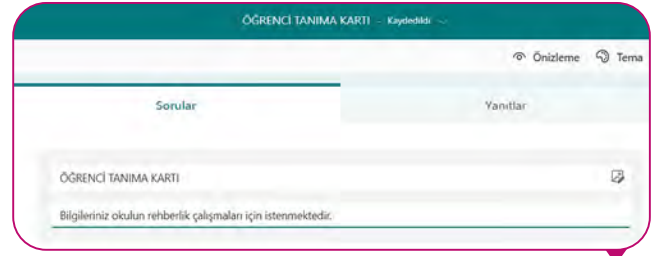 ÖĞRENCİ TANIMA KARTI - Kaydedildi
Önizleme Tema
Sorular Yanıtlar
ÖĞRENCİ TANIMA KARTI
Bilgileriniz okulun rehberlik çalışmaları için istenmektedir.